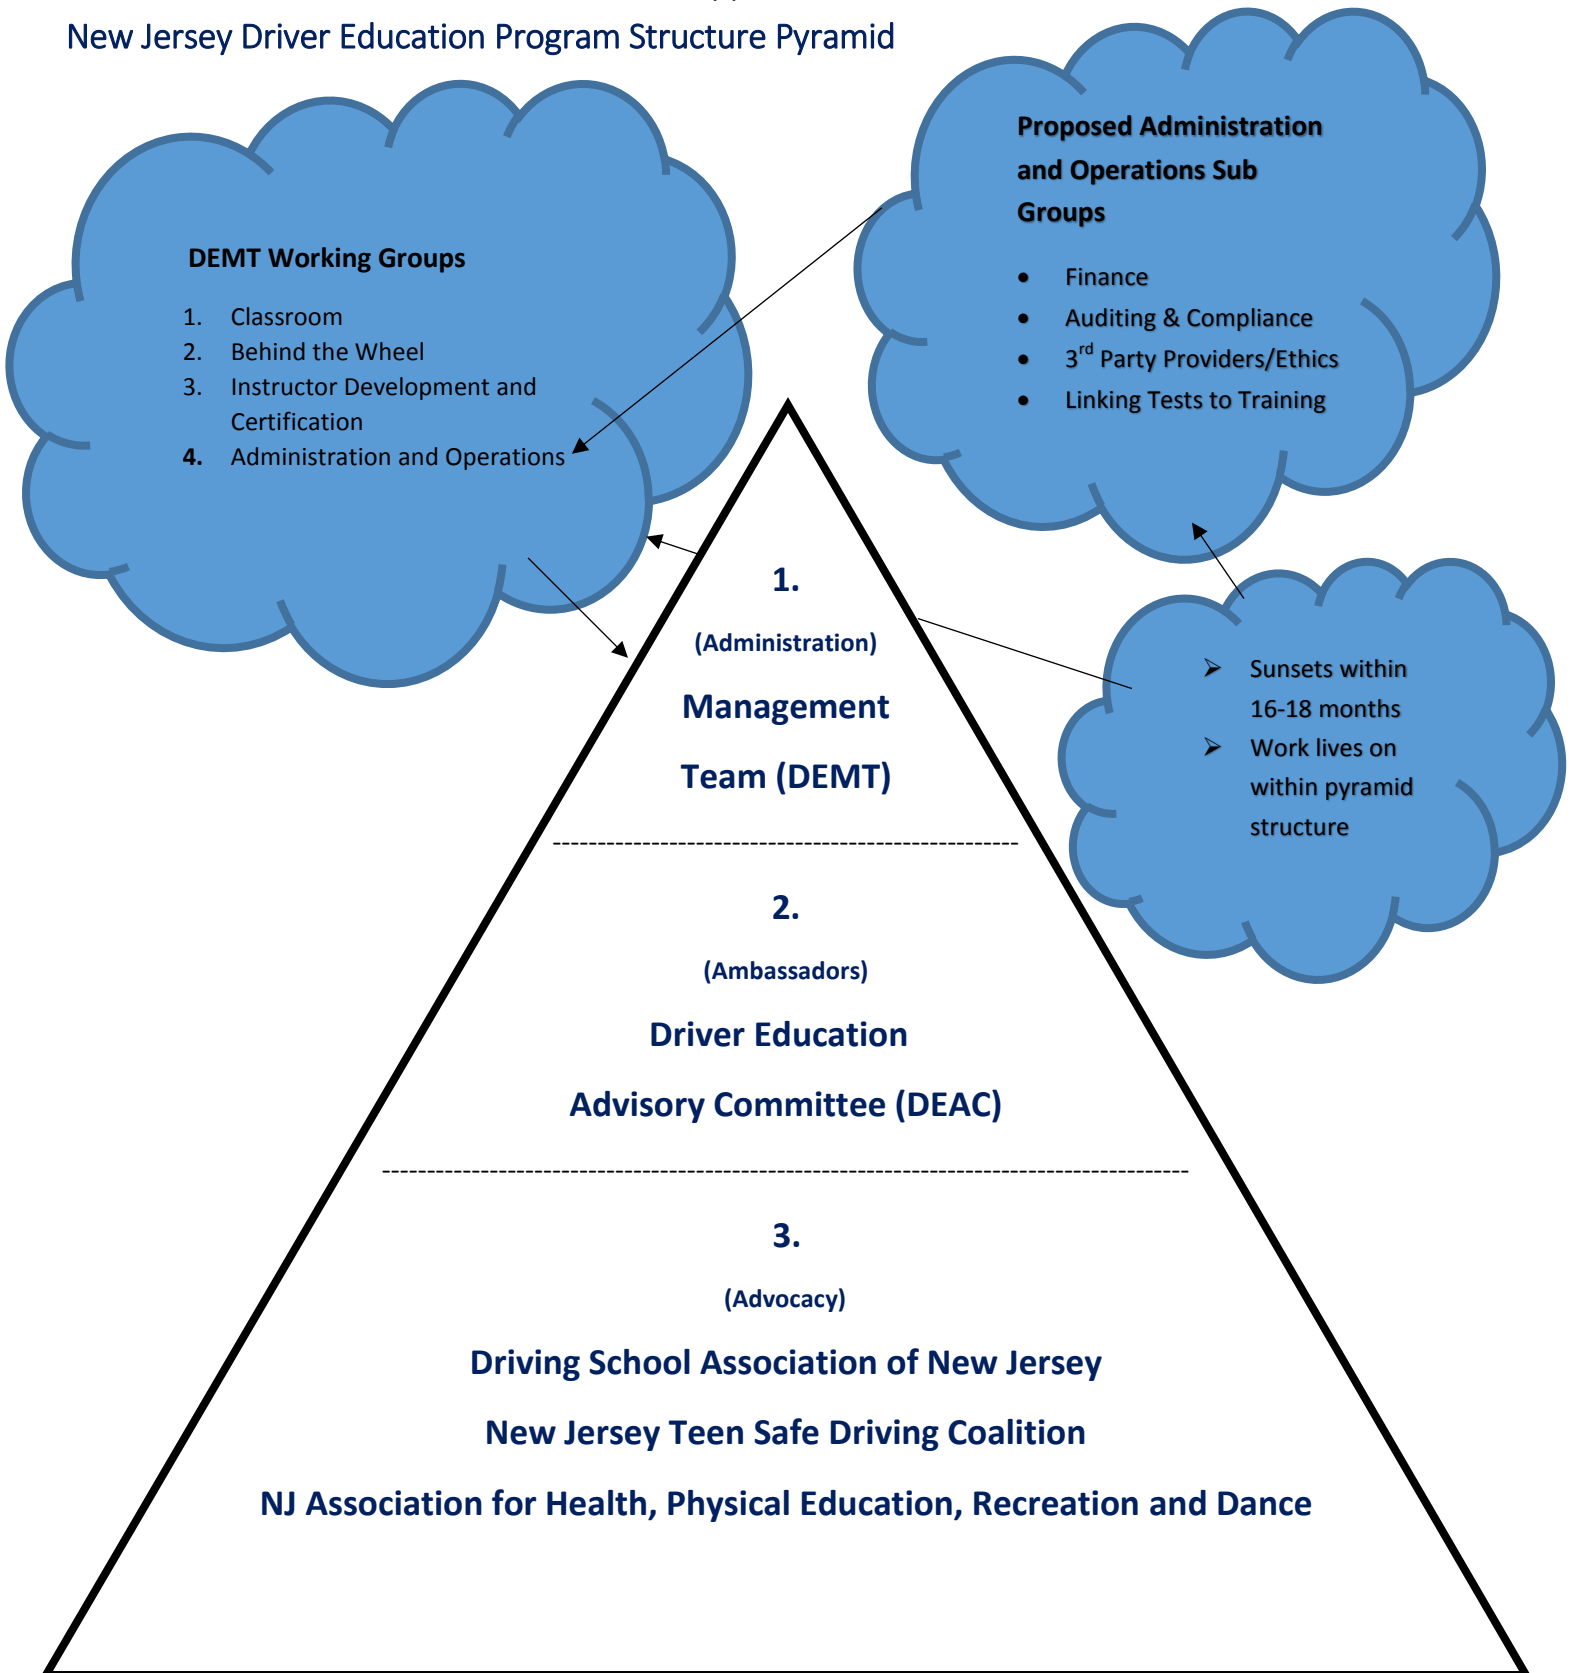 New Jersey Driver Education Program Structure Pyramid
DEMT Working Groups
1. Classroom
2. Behind the Wheel
3. Instructor Development and
Certification
4. Administration and Operations
Proposed Administration
and Operations Sub
Groups
• Finance
• Auditing & Compliance
• 3rd Party Providers/Ethics
• Linking Tests to Training
➢ Sunsets within
16-18 months
➢ Work lives on
within pyramid
structure
1.
(Administration)
Management
Team (DEMT)
2.
(Ambassadors)
Driver Education
Advisory Committee (DEAC)
3.
(Advocacy)
Driving School Association of New Jersey
New Jersey Teen Safe Driving Coalition
NJ Association for Health, Physical Education, Recreation and Dance